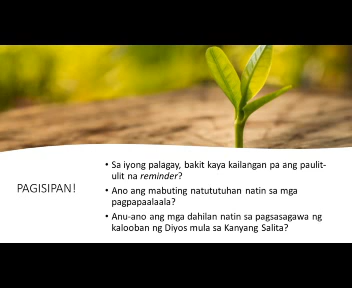 PAGISIPAN!
• Sa iyong palagay, bakit kaya kailangan pa ang paulit-
ulit na reminder?
• Ano ang mabuting natututuhan natin sa mga
pagpapaalaala?
• Anu-ano ang mga dahilan natin sa pagsasagawa ng
kalooban ng Diyos mula sa Kanyang Salita?